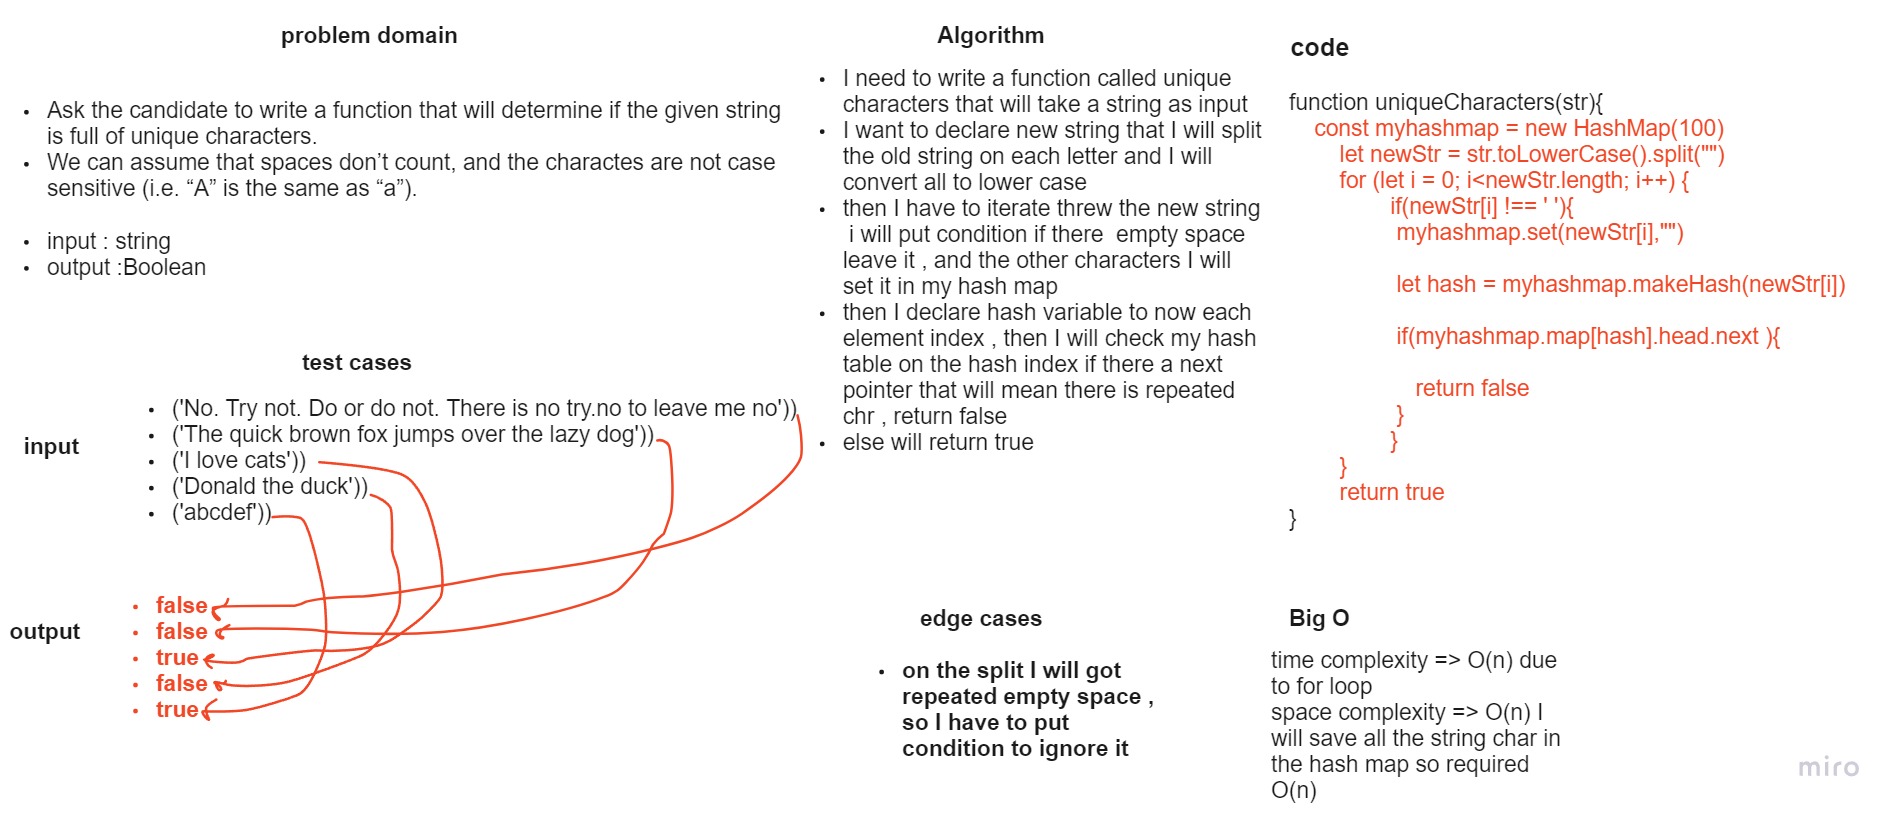 problem domain
• Ask the candidate to write a function that will determine if the given string
is full of unique characters.
• We can assume that spaces don’t count, and the charactes are not case
sensitive (i.e. “A” is the same as “a”).
• input : string
• output :Boolean
test cases
input
• ('No. Try not. Do or do not. There is no try.no to leave me no'))
• ('The quick brown fox jumps over the lazy dog'))
• ('I love cats'))
• ('Donald the duck'))
• ('abcdef'))
output
• false
• false
• true
• false
• true
Algorithm
• I need to write a function called unique
characters that will take a string as input
• I want to declare new string that I will split
the old string on each letter and I will
convert all to lower case
• then I have to iterate threw the new string
i will put condition if there  empty space
leave it , and the other characters I will
set it in my hash map
• then I declare hash variable to now each
element index , then I will check my hash
table on the hash index if there a next
pointer that will mean there is repeated
chr , return false
• else will return true
edge cases
• on the split I will got
repeated empty space ,
so I have to put
condition to ignore it
code
function uniqueCharacters(str){
const myhashmap = new HashMap(100)
let newStr = str.toLowerCase().split("")
for (let i = 0; i<newStr.length; i++) {
if(newStr[i] !== ' '){
myhashmap.set(newStr[i],"")
let hash = myhashmap.makeHash(newStr[i])
if(myhashmap.map[hash].head.next ){
return false
}
}
}
return true
}
Big O
time complexity => O(n) due
to for loop
space complexity => O(n) I
will save all the string char in
the hash map so required
O(n)
miro